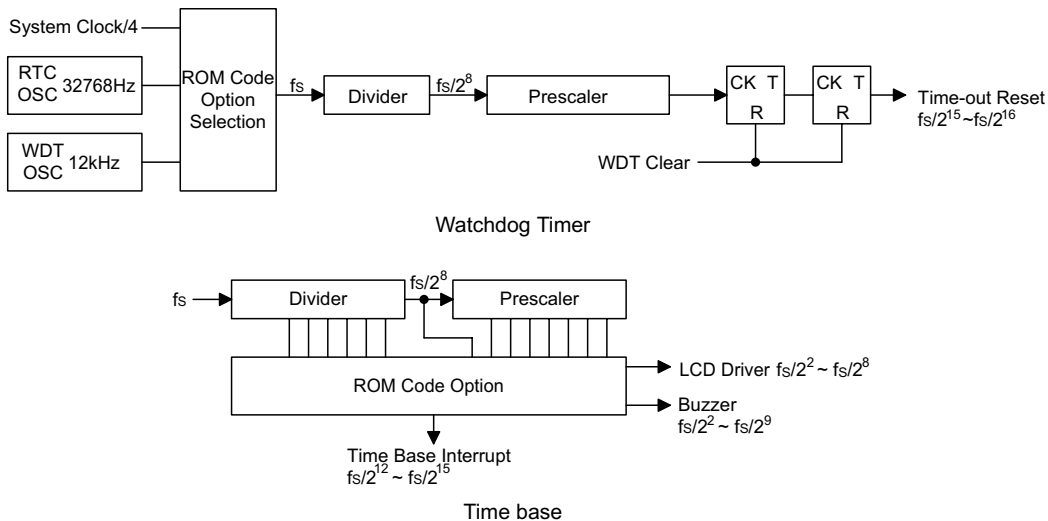 System Clock/4
RTC OSC 32768Hz
WDT OSC 12kHz
ROM Code
Option
Selection
fs
Divider
fs/2^8
Prescaler
CK T
R
CK T
R
WDT Clear
Time-out Reset
fs/2^15~fs/2^16
Watchdog Timer
fs
Divider
fs/2^8
Prescaler
ROM Code Option
LCD Driver fs/2^2 ~ fs/2^8
Buzzer
fs/2^2 ~ fs/2^9
Time Base Interrupt
fs/2^12 ~ fs/2^15
Time base